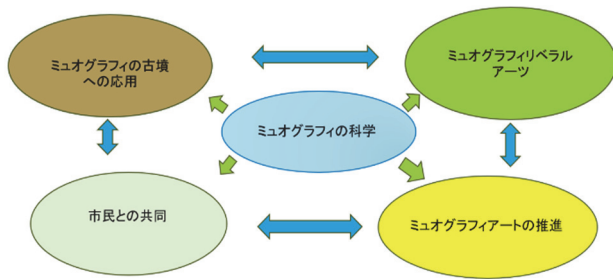 ミュオグラフィの古墳
への応用
ミュオグラフィリベラル
アーツ
ミュオグラフィの科学
市民との共同
ミュオグラフィアートの推進